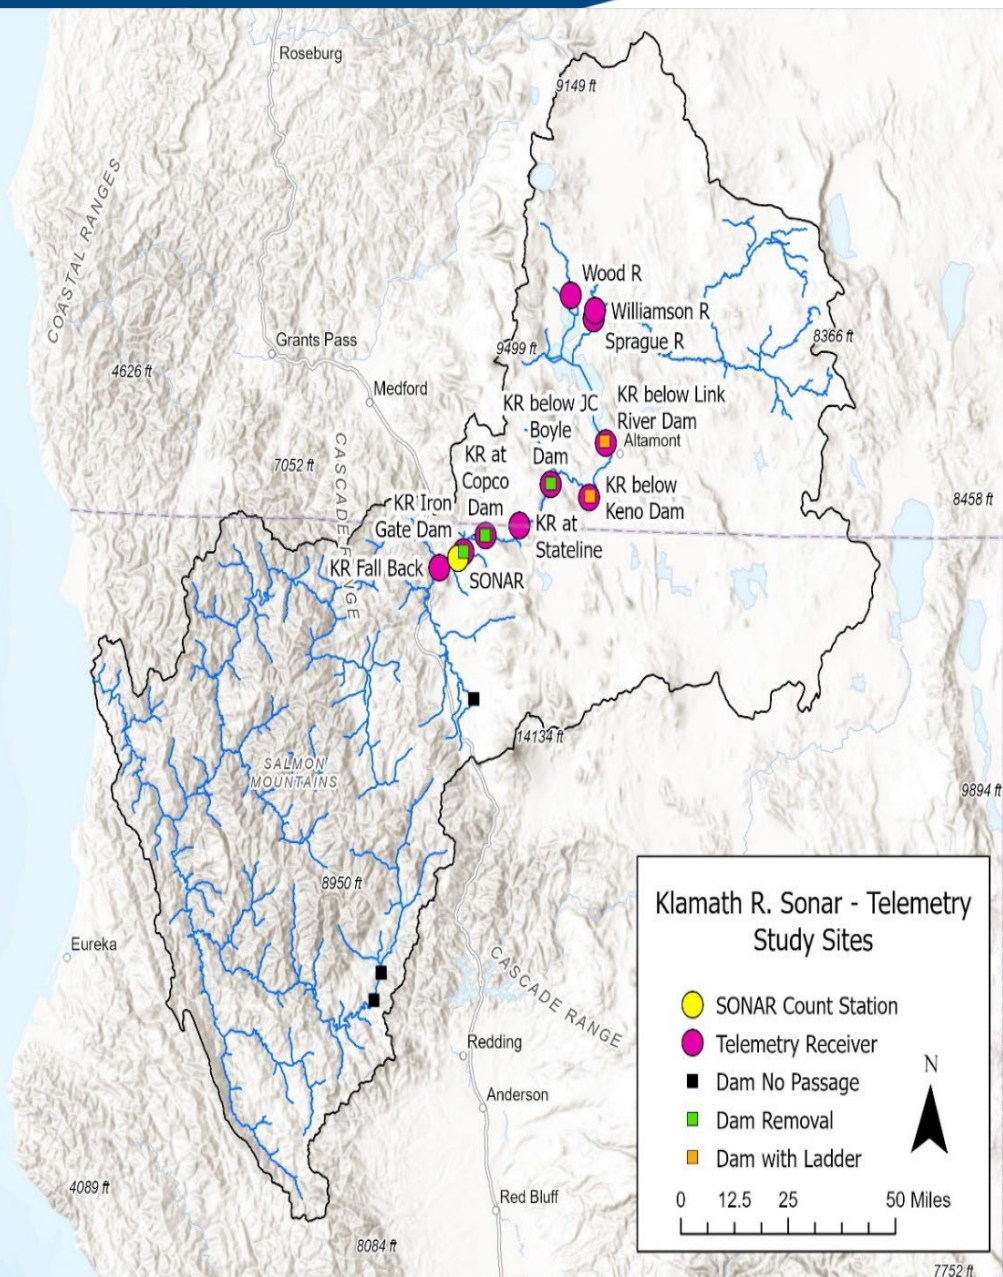 Roseburg
9149 ft
COASTAL RANGES
Wood R
Williamson R
Sprague R
Grants Pass
9499 ft
8366 ft
4626 ft
Medford
KR below JC
Boyle
Dam
KR below Link
River Dam
Altamont
CASCADE RANGE
7052 ft
KR at
Copco
Dam
KR below
Keno Dam
8458 ft
KR Iron
Gate Dam
KR at
Stateline
KR Fall Back
SONAR
14134 ft
SALMON
MOUNTAINS
9894 ft
8950 ft
Eureka
CASCADE RANGE
Redding
Anderson
4089 ft
Red Bluff
8084 ft
Klamath R. Sonar - Telemetry
Study Sites
SONAR Count Station
Telemetry Receiver
Dam No Passage
Dam Removal
Dam with Ladder
N
0 12.5 25 50 Miles
7752 ft